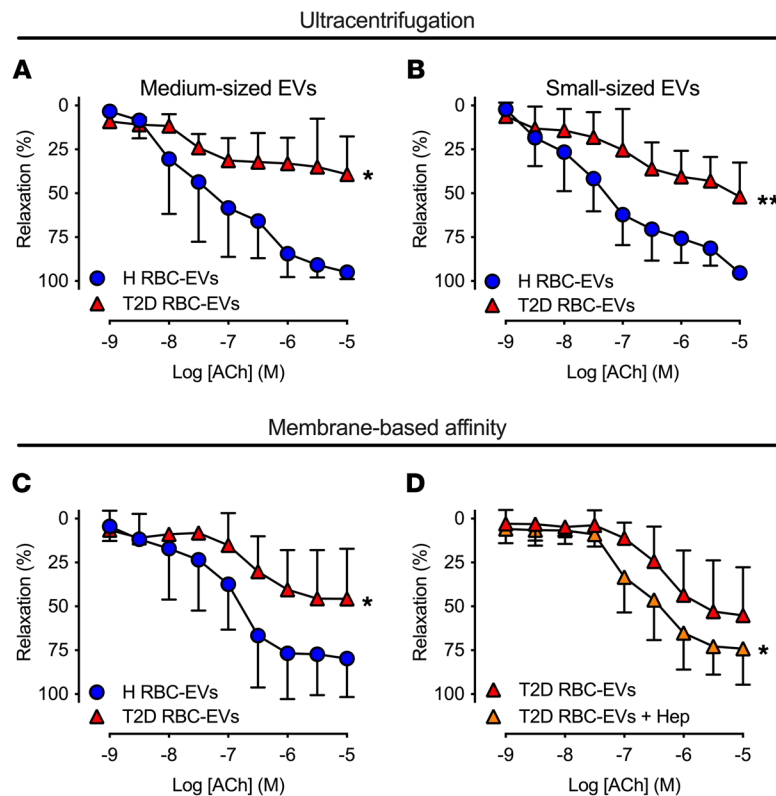 Ultracentrifugation
A
Medium-sized EVs
0
25
50
75
100
Relaxation (%)
*
H RBC-EVs
T2D RBC-EVs
-9 -8 -7 -6 -5
Log [ACh] (M)
B
Small-sized EVs
0
25
50
75
100
Relaxation (%)
**
H RBC-EVs
T2D RBC-EVs
-9 -8 -7 -6 -5
Log [ACh] (M)
Membrane-based affinity
C
0
25
50
75
100
Relaxation (%)
*
H RBC-EVs
T2D RBC-EVs
-9 -8 -7 -6 -5
Log [ACh] (M)
D
0
25
50
75
100
Relaxation (%)
*
T2D RBC-EVs
T2D RBC-EVs + Hep
-9 -8 -7 -6 -5
Log [ACh] (M)